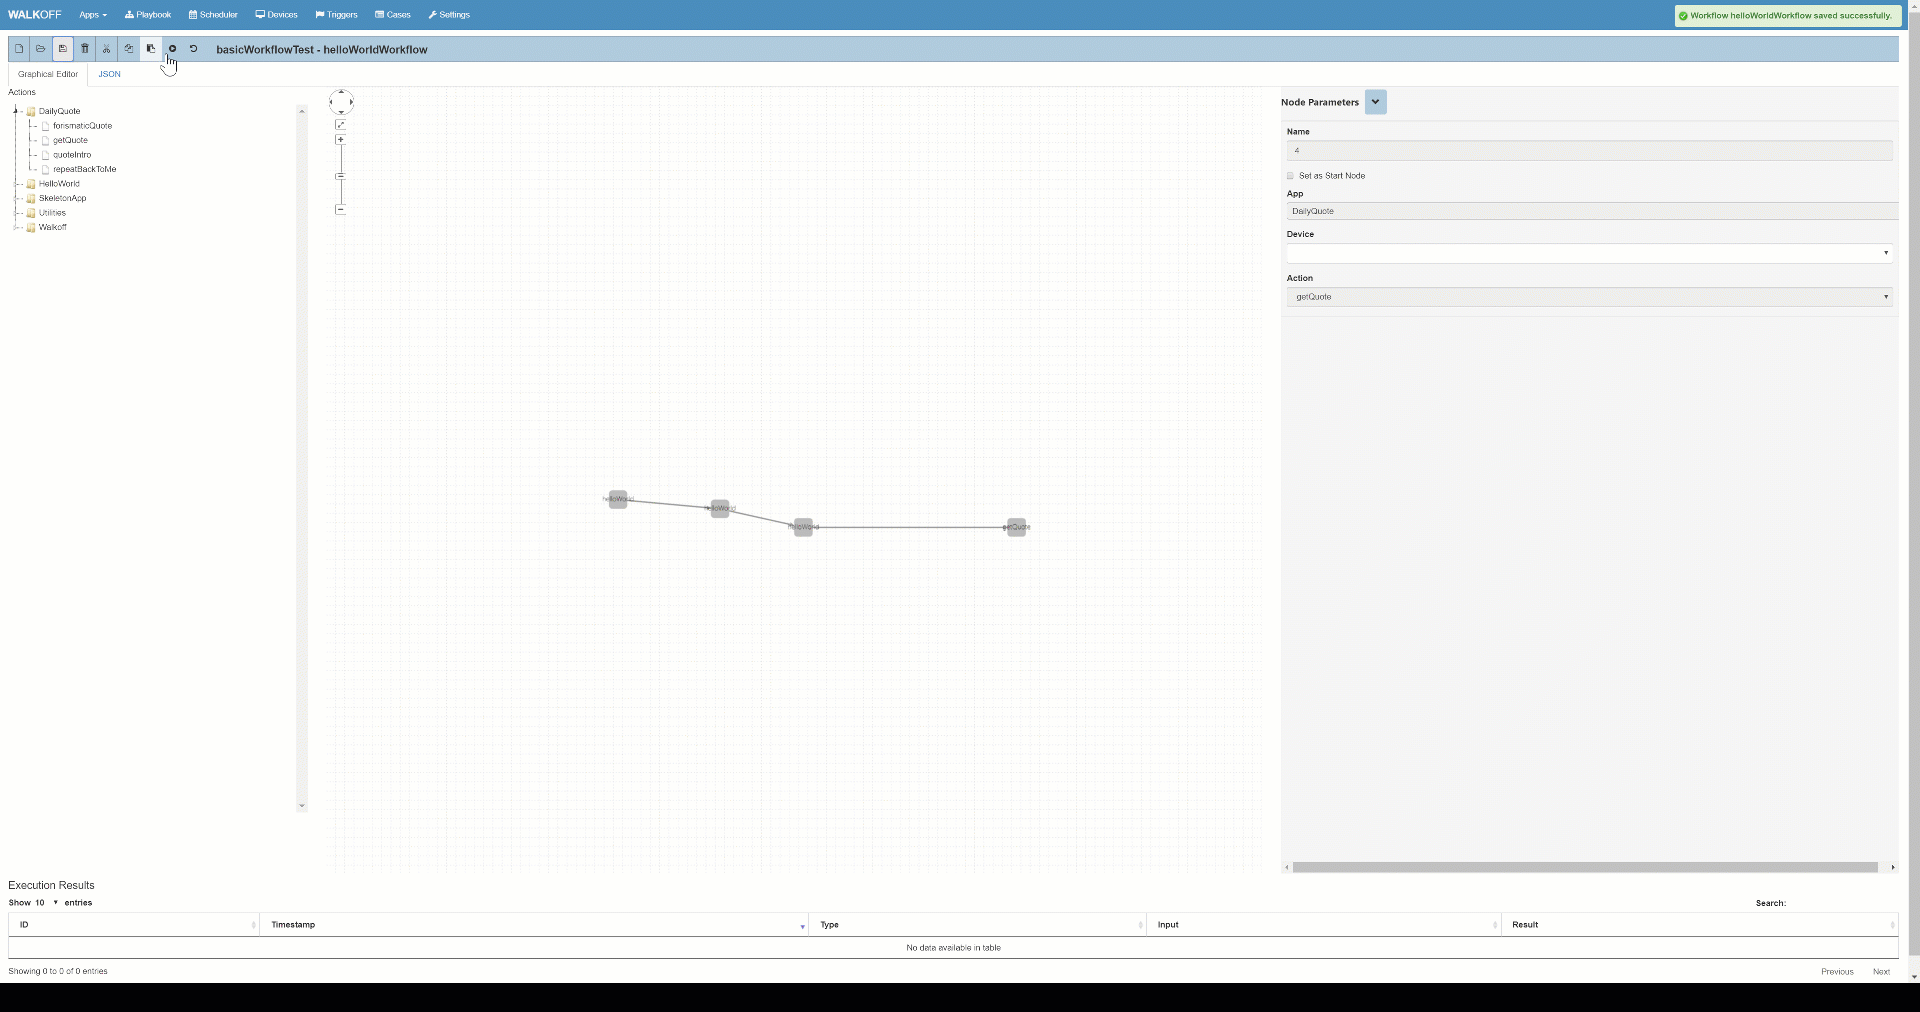 WALKOFF Apps Playbook Scheduler Devices Triggers Cases Settings
Workflow helloWorldWorkflow saved successfully.
basicWorkflowTest - helloWorldWorkflow
Graphical Editor JSON
Actions
DailyQuote
forismaticQuote
getQuote
quoteIntro
repeatBackToMe
HelloWorld
SkeletonApp
Utilities
Walkoff
helloWorld
helloWorld
helloWorld
getQuote
Node Parameters
Name
4
Set as Start Node
App
DailyQuote
Device
Action
getQuote
Execution Results
Show 10 entries
Search:
ID Timestamp Type Input Result
No data available in table
Showing 0 to 0 of 0 entries
Previous Next